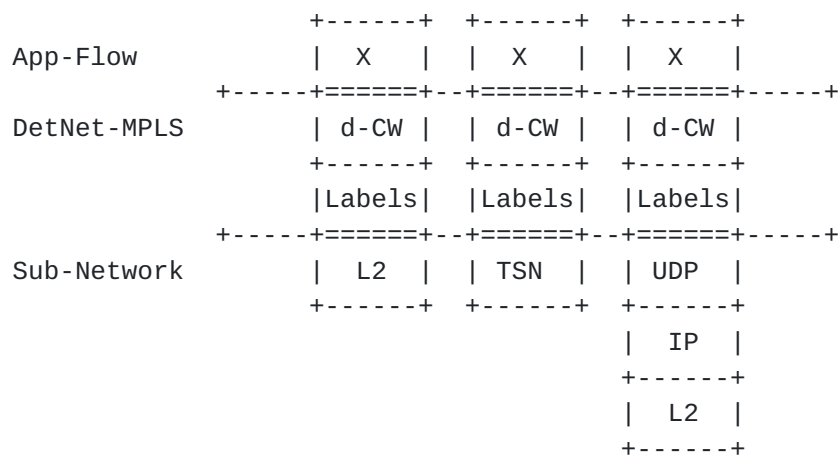 +------+  +------+  +------+
App-Flow              |  X   |  |  X   |  |  X   |
                +-----+======+--+======+--+======+-----+
DetNet-MPLS           | d-CW |  | d-CW |  | d-CW |
                      +------+  +------+  +------+
                      |Labels|  |Labels|  |Labels|
                +-----+======+--+======+--+======+-----+
Sub-Network           |  L2  |  | TSN  |  | UDP  |
                      +------+  +------+  +------+
                                          |  IP  |
                                          +------+
                                          |  L2  |
                                          +------+